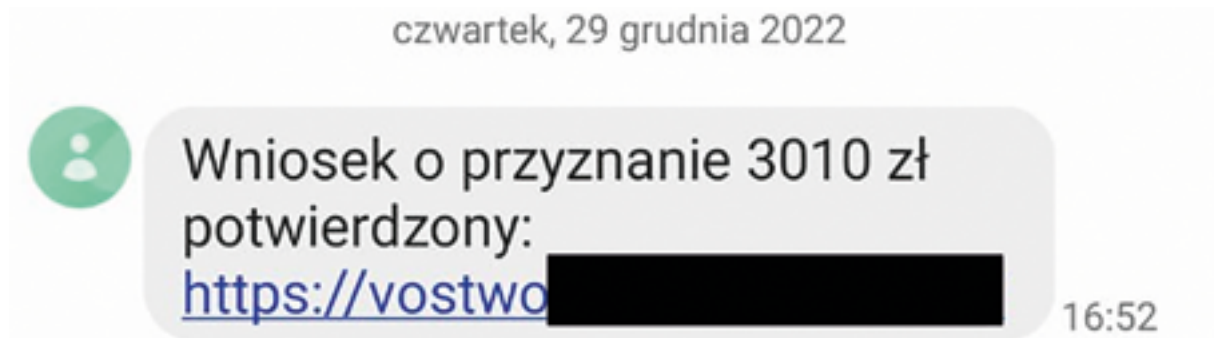 czwartek, 29 grudnia 2022
Wniosek o przyznanie 3010 zł
potwierdzony:
https://vostwo
16:52